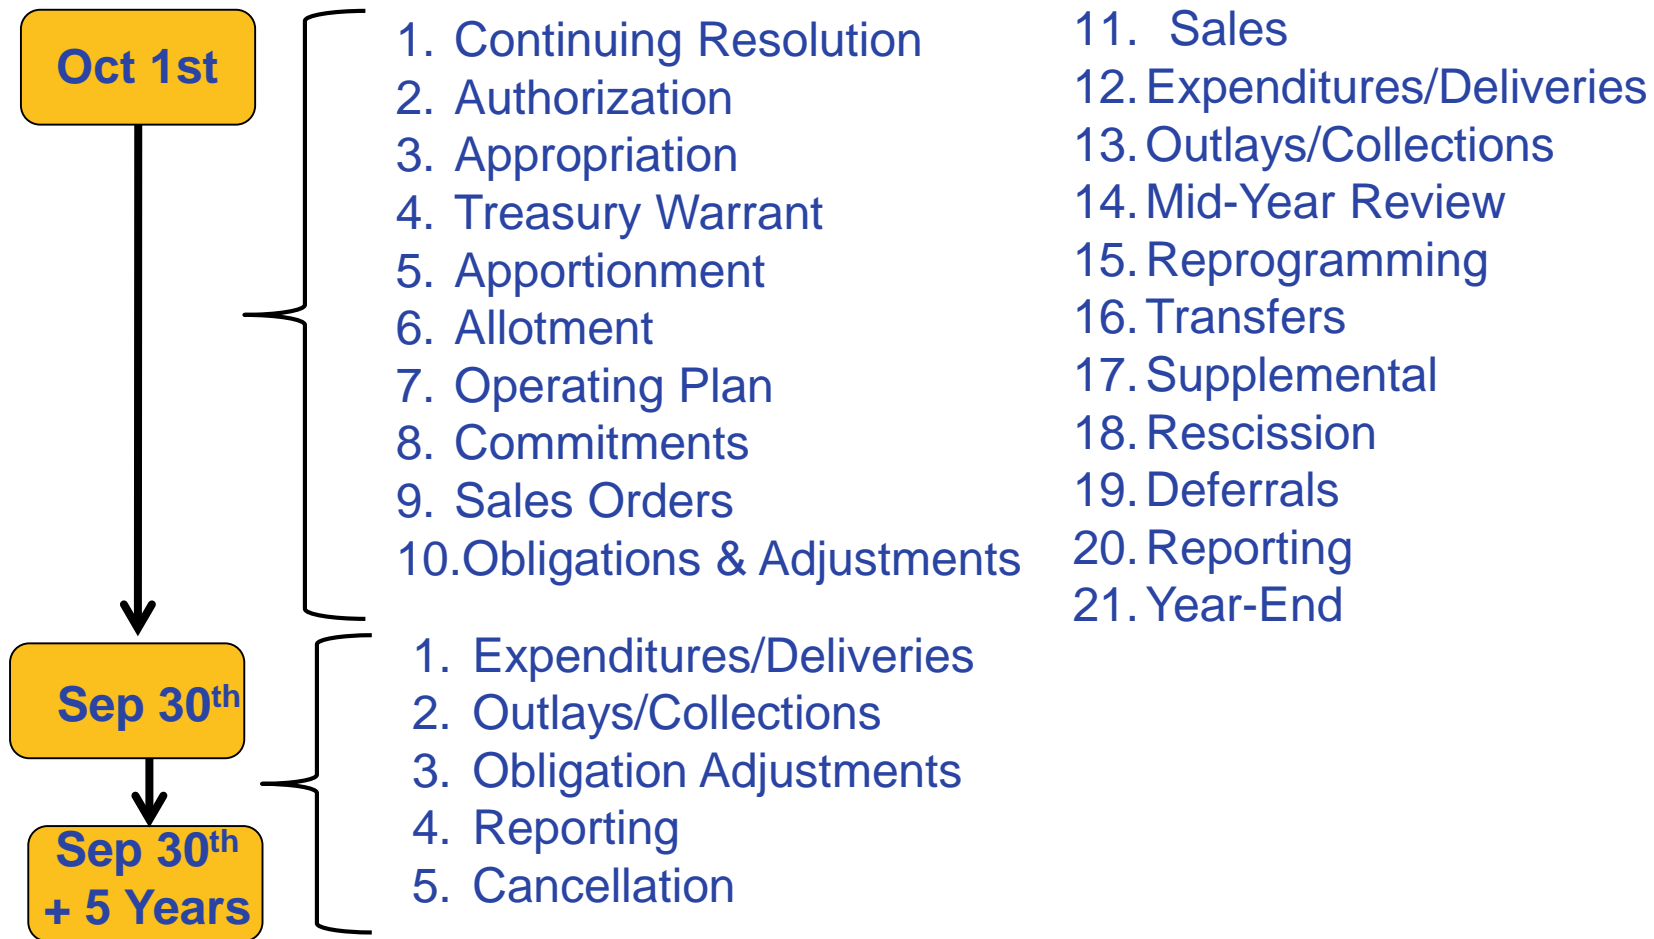 Oct 1st
1. Continuing Resolution
2. Authorization
3. Appropriation
4. Treasury Warrant
5. Apportionment
6. Allotment
7. Operating Plan
8. Commitments
9. Sales Orders
10.Obligations & Adjustments
11. Sales
12. Expenditures/Deliveries
13. Outlays/Collections
14. Mid-Year Review
15. Reprogramming
16. Transfers
17. Supplemental
18. Rescission
19. Deferrals
20. Reporting
21. Year-End
Sep 30th
1. Expenditures/Deliveries
2. Outlays/Collections
3. Obligation Adjustments
4. Reporting
5. Cancellation
Sep 30th
+ 5 Years